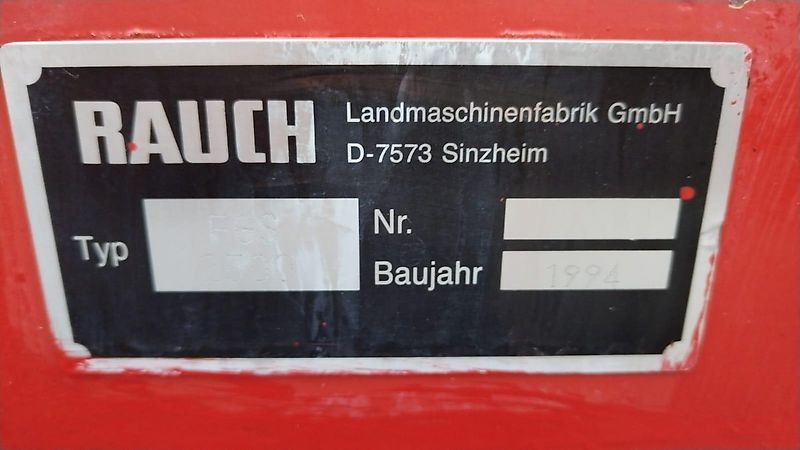 RAUCH
Landmaschinenfabrik GmbH
D-7573 Sinzheim
Typ
Nr.
Baujahr 1994